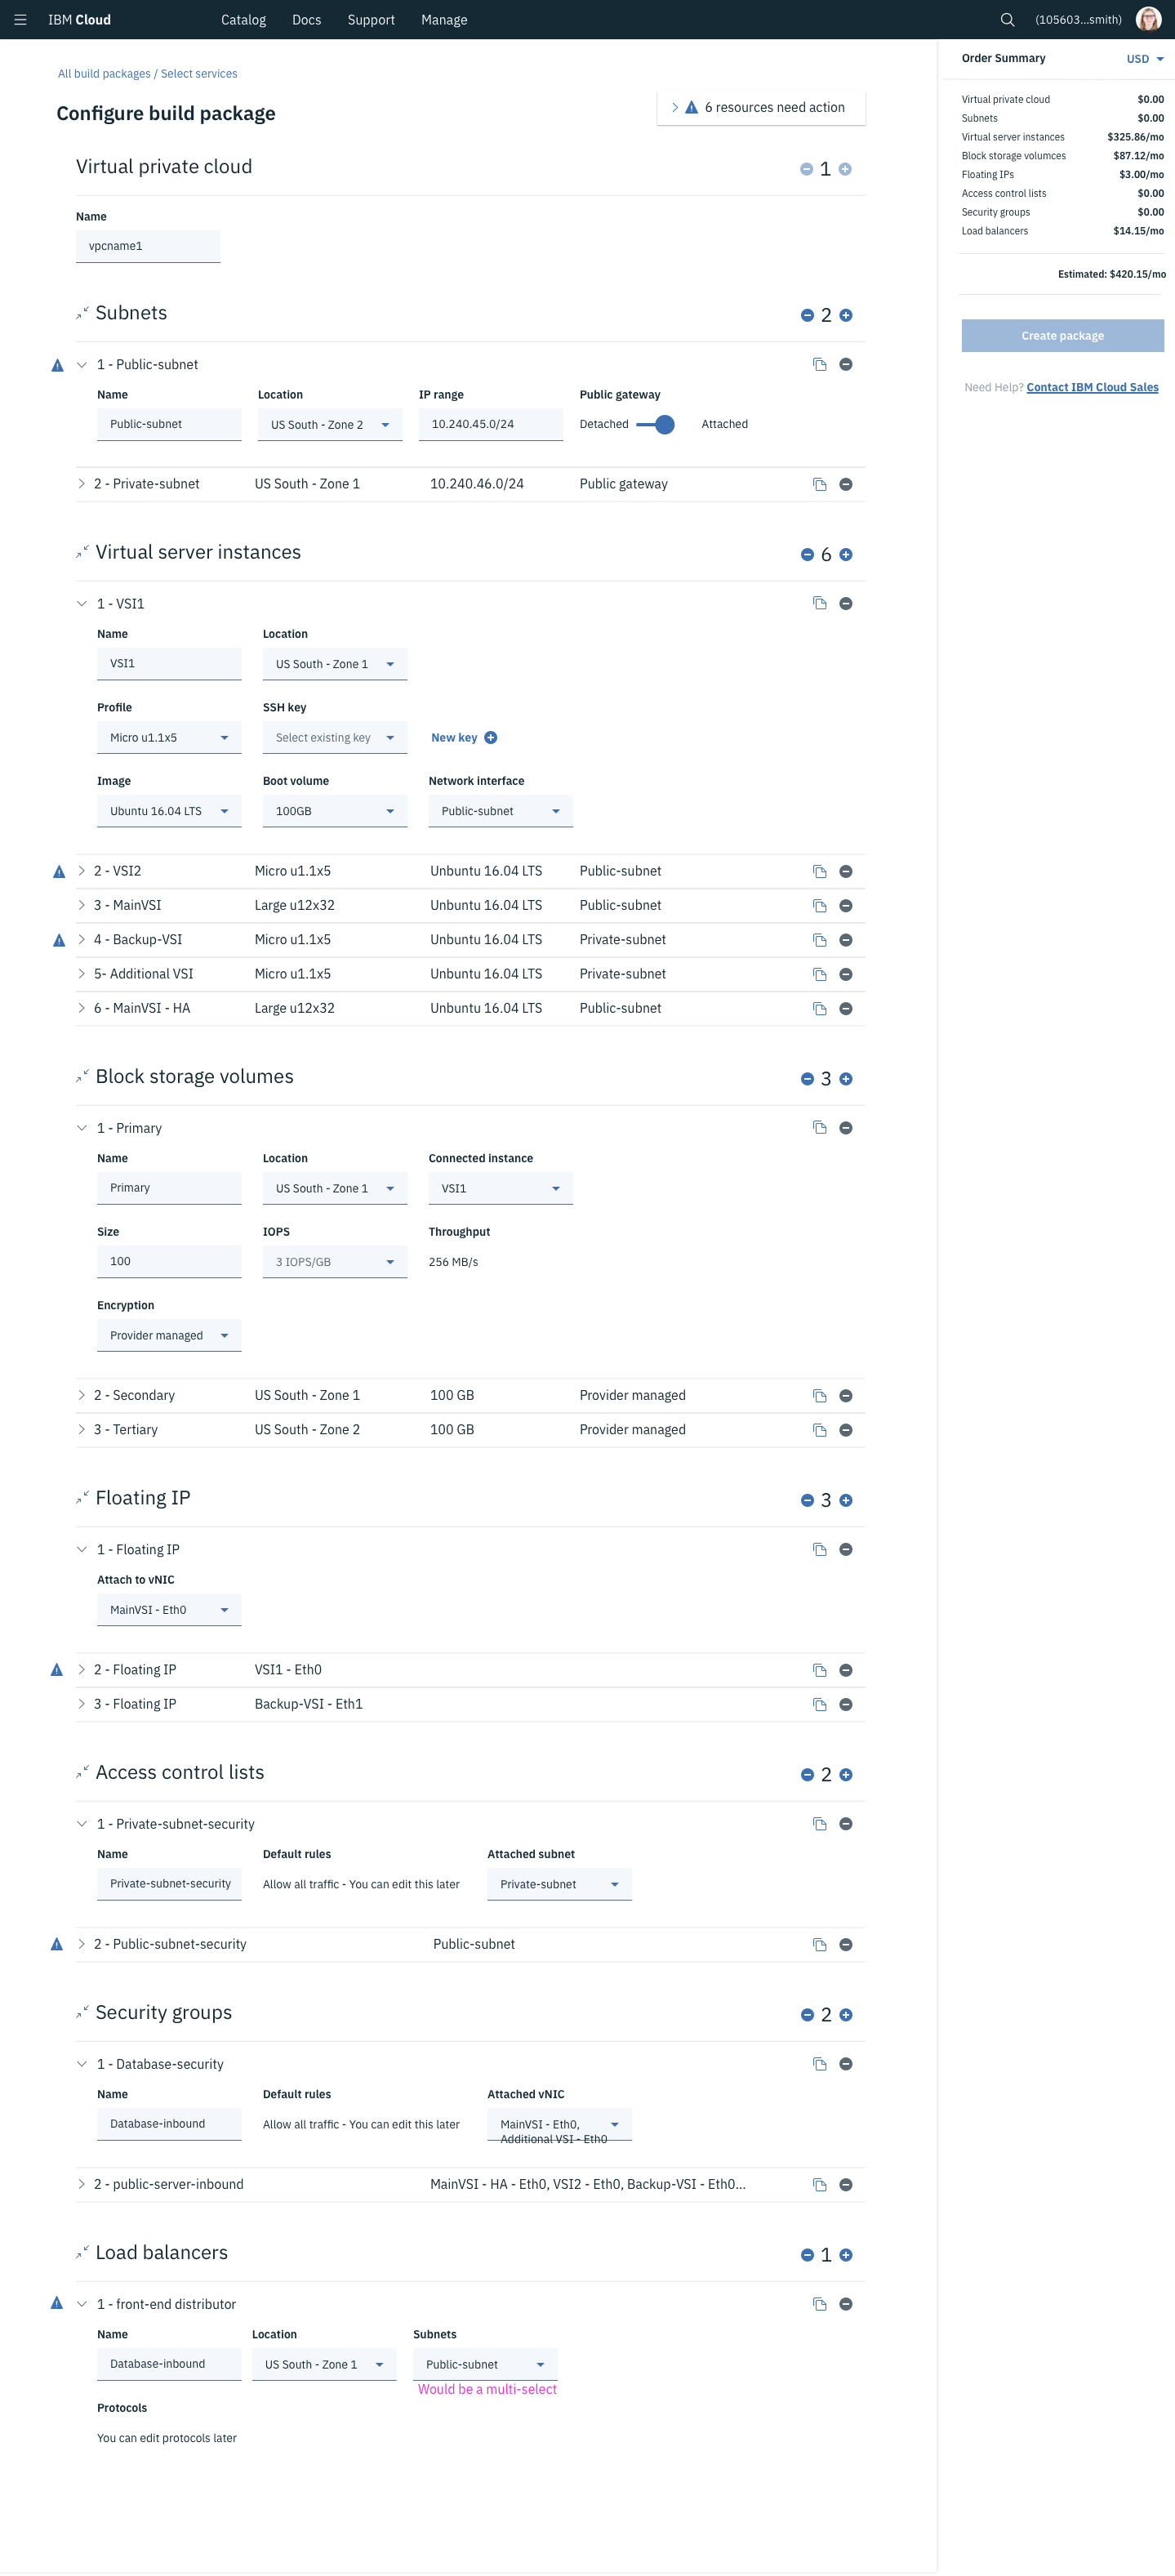 IBM Cloud Catalog Docs Support Manage (105603...smith)
All build packages / Select services
Configure build package
6 resources need action
Virtual private cloud 1
Name
vpcname1
Subnets 2
1 - Public-subnet
Name Location IP range Public gateway
Public-subnet US South - Zone 2 10.240.45.0/24 Detached Attached
2 - Private-subnet US South - Zone 1 10.240.46.0/24 Public gateway
Virtual server instances 6
1 - VSI1
Name Location
VSI1 US South - Zone 1
Profile SSH key
Micro u1.1x5 Select existing key New key
Image Boot volume Network interface
Ubuntu 16.04 LTS 100GB Public-subnet
2 - VSI2 Micro u1.1x5 Unbuntu 16.04 LTS Public-subnet
3 - MainVSI Large u12x32 Unbuntu 16.04 LTS Public-subnet
4 - Backup-VSI Micro u1.1x5 Unbuntu 16.04 LTS Private-subnet
5- Additional VSI Micro u1.1x5 Unbuntu 16.04 LTS Private-subnet
6 - MainVSI - HA Large u12x32 Unbuntu 16.04 LTS Public-subnet
Block storage volumes 3
1 - Primary
Name Location Connected instance
Primary US South - Zone 1 VSI1
Size IOPS Throughput
100 3 IOPS/GB 256 MB/s
Encryption
Provider managed
2 - Secondary US South - Zone 1 100 GB Provider managed
3 - Tertiary US South - Zone 2 100 GB Provider managed
Floating IP 3
1 - Floating IP
Attach to vNIC
MainVSI - Eth0
2 - Floating IP VSI1 - Eth0
3 - Floating IP Backup-VSI - Eth1
Access control lists 2
1 - Private-subnet-security
Name Default rules Attached subnet
Private-subnet-security Allow all traffic - You can edit this later Private-subnet
2 - Public-subnet-security Public-subnet
Security groups 2
1 - Database-security
Name Default rules Attached vNIC
Database-inbound Allow all traffic - You can edit this later MainVSI - Eth0,
Additional VSI - Eth0
2 - public-server-inbound MainVSI - HA - Eth0, VSI2 - Eth0, Backup-VSI - Eth0...
Load balancers 1
1 - front-end distributor
Name Location Subnets
Database-inbound US South - Zone 1 Public-subnet
Would be a multi-select
Protocols
You can edit protocols later
Order Summary USD
Virtual private cloud $0.00
Subnets $0.00
Virtual server instances $325.86/mo
Block storage volumces $87.12/mo
Floating IPs $3.00/mo
Access control lists $0.00
Security groups $0.00
Load balancers $14.15/mo
Estimated: $420.15/mo
Create package
Need Help? Contact IBM Cloud Sales